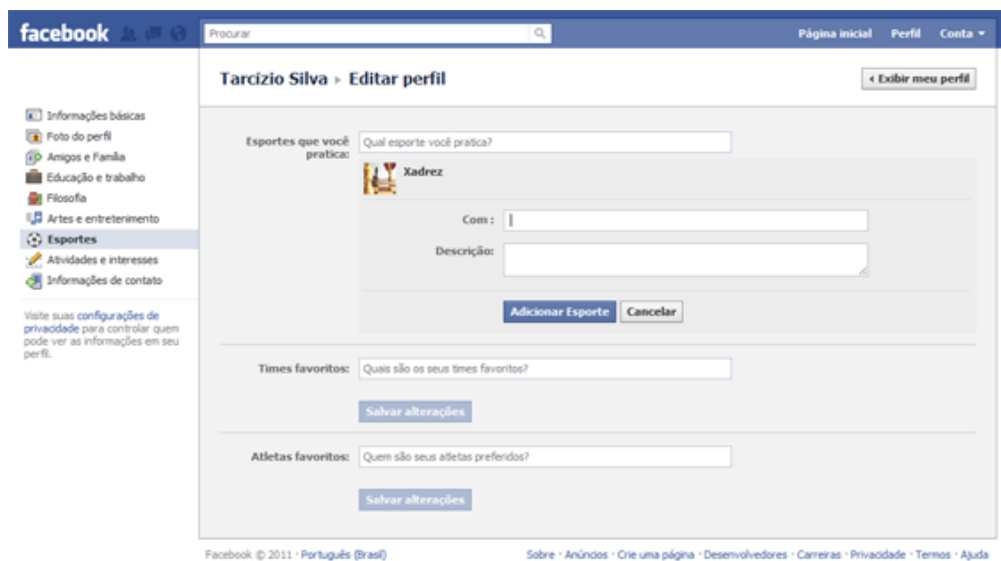 facebook
Procurar
Página inicial Perfil Conta
Tarcízio Silva ▸ Editar perfil
Exibir meu perfil
Informações básicas
Foto do perfil
Amigos e Família
Educação e trabalho
Filosofia
Artes e entretenimento
Esportes
Atividades e interesses
Informações de contato
Visite suas configurações de
privacidade para controlar quem
pode ver as informações em seu
perfil.
Esportes que você
pratica:
Qual esporte você pratica?
Xadrez
Com :
Descrição:
Adicionar Esporte Cancelar
Times favoritos: Quais são os seus times favoritos?
Salvar alterações
Atletas favoritos: Quem são seus atletas preferidos?
Salvar alterações
Facebook © 2011 · Português (Brasil)
Sobre · Anúncios · Crie uma página · Desenvolvedores · Carreiras · Privacidade · Termos · Ajuda